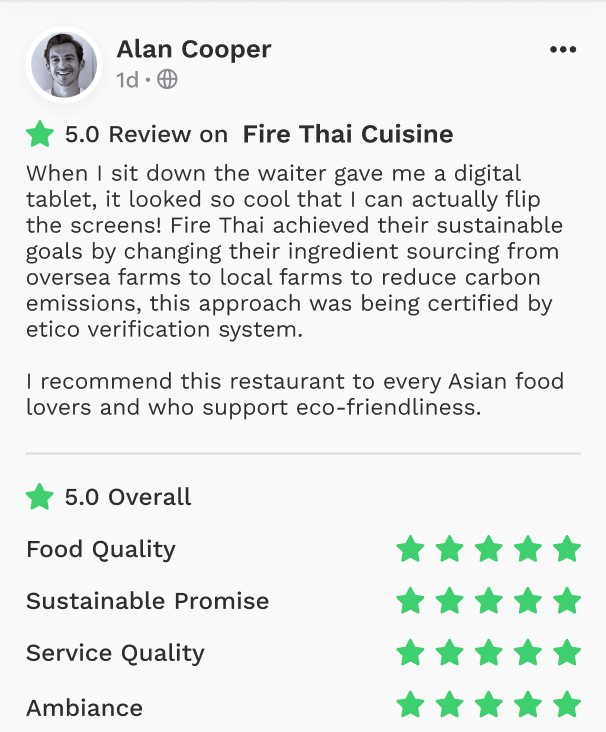 Alan Cooper
1d •
5.0 Review on Fire Thai Cuisine
When I sit down the waiter gave me a digital
tablet, it looked so cool that I can actually flip
the screens! Fire Thai achieved their sustainable
goals by changing their ingredient sourcing from
oversea farms to local farms to reduce carbon
emissions, this approach was being certified by
etico verification system.
I recommend this restaurant to every Asian food
lovers and who support eco-friendliness.
5.0 Overall
Food Quality
Sustainable Promise
Service Quality
Ambiance